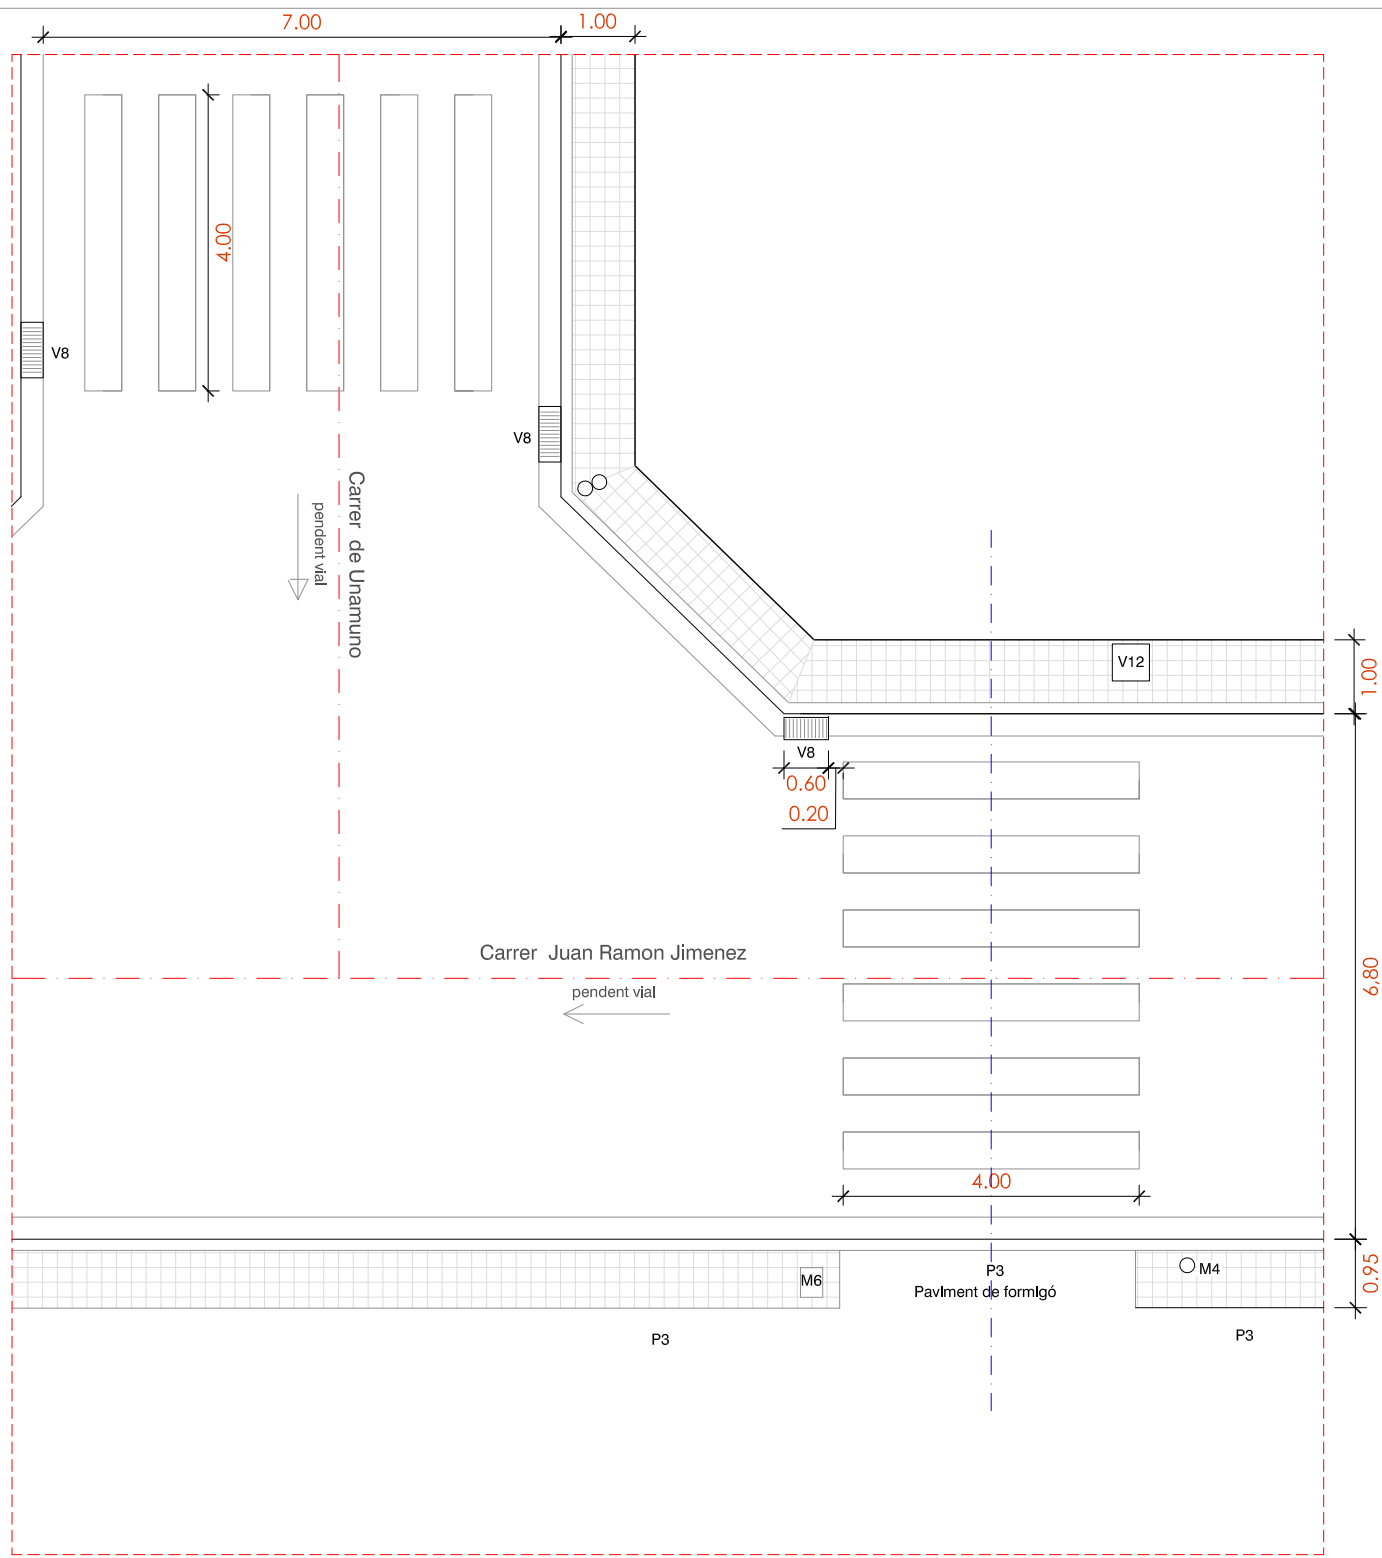 7.00
1.00
4.00
V8
V8
Carrer de Unamuno
pendent vial
V12
1.00
V8
0.60
0.20
Carrer Juan Ramon Jimenez
pendent vial
6,80
4.00
P3
Paviment de formigó
M6
M4
0.95
P3
P3